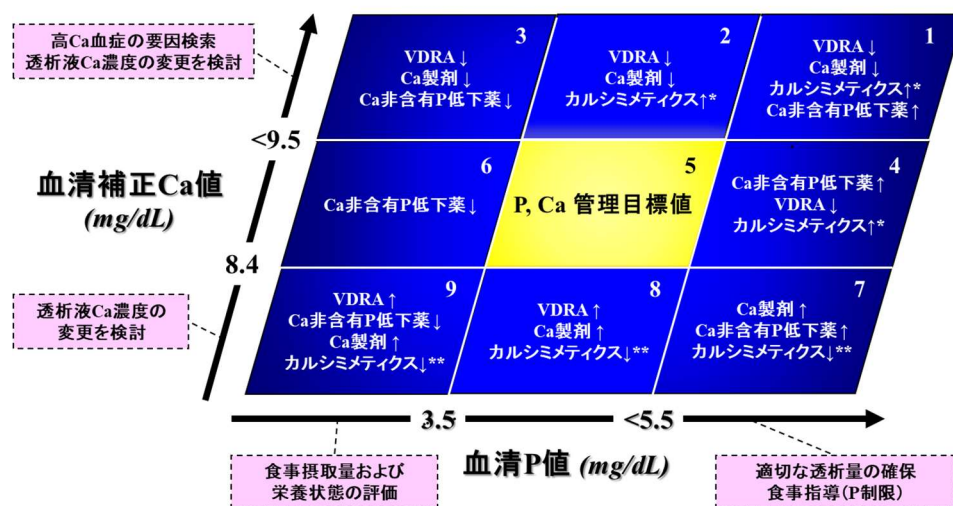 高Ca血症の要因検索
透析液Ca濃度の変更を検討
3
VDRA↓
Ca製剤↓
Ca非含有P低下薬↓
2
VDRA↓
Ca製剤↓
カルシミメティクス↑*
1
VDRA↓
Ca製剤↓
カルシミメティクス↑*
Ca非含有P低下薬↑
<9.5
血清補正Ca値
(mg/dL)
6
Ca非含有P低下薬↓
5
P, Ca 管理目標値
4
Ca非含有P低下薬↑
VDRA↓
カルシミメティクス↑*
8.4
透析液Ca濃度の
変更を検討
9
VDRA↑
Ca非含有P低下薬↓
Ca製剤↑
カルシミメティクス↓**
8
VDRA↑
Ca製剤↑
カルシミメティクス↓**
7
Ca製剤↑
Ca非含有P低下薬↑
カルシミメティクス↓**
3.5
<5.5
血清P値 (mg/dL)
食事摂取量および
栄養状態の評価
適切な透析量の確保
食事指導(P制限)